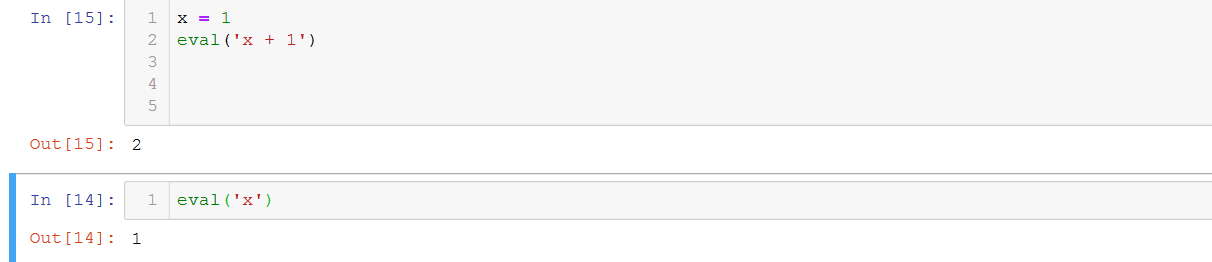 In [15]: 1 x = 1
2 eval('x + 1')
3
4
5
Out[15]: 2
In [14]: 1 eval('x')
Out[14]: 1